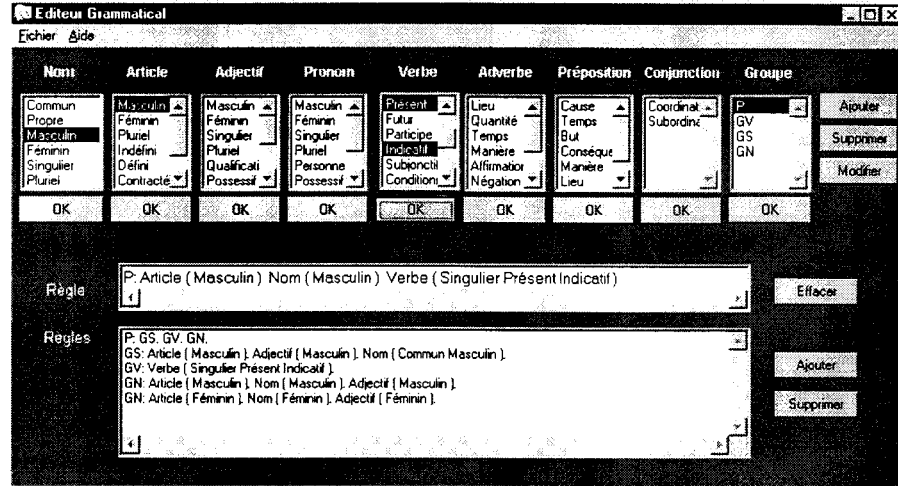 Editeur Grammatical
Fichier Aide
Nom Article Adjectif Pronom Verbe Adverbe Préposition Conjonction Groupe
Commun Masculin Masculin Masculin Présent Lieu Cause Coordinat P Ajouter
Propre Féminin Féminin Féminin Futur Quantité Temps Subordina GV
Masculin Pluriel Singulier Singulier Participe Temps But GS Supprimer
Féminin Indéfini Pluriel Pluriel Indicatif Manière Conséque GN
Singulier Défini Qualificati Personne Subjoncti Affirmation Manière Modifier
Pluriel Contracté Possessif Possessif Condition Négation Lieu
OK OK OK OK OK OK OK OK OK
Règle P: Article ( Masculin ) Nom ( Masculin ) Verbe ( Singulier Présent Indicatif ) Effacer
Règles P: GS. GV. GN.
GS: Article ( Masculin ). Adjectif ( Masculin ). Nom ( Commun Masculin ).
GV: Verbe ( Singulier Présent Indicatif ).
GN: Article ( Masculin ). Nom ( Masculin ). Adjectif ( Masculin ).
GN: Article ( Féminin ). Nom ( Féminin ). Adjectif ( Féminin ).
Ajouter
Supprimer